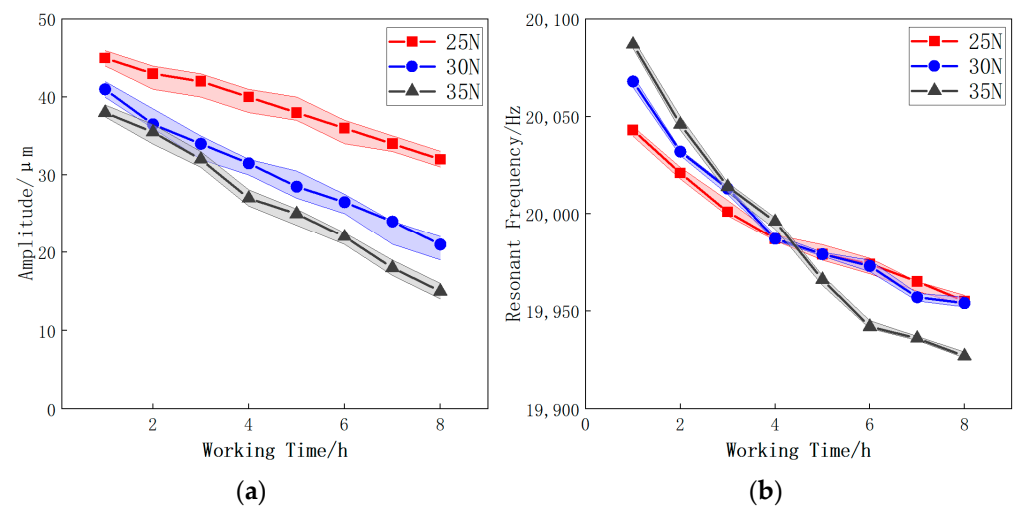 50
40
30
20
10
0
2
4
6
8
Amplitude/μm
Working Time/h
25N
30N
35N
(a)
20,100
20,050
20,000
19,950
19,900
0
2
4
6
8
Resonant Frequency/Hz
Working Time/h
25N
30N
35N
(b)